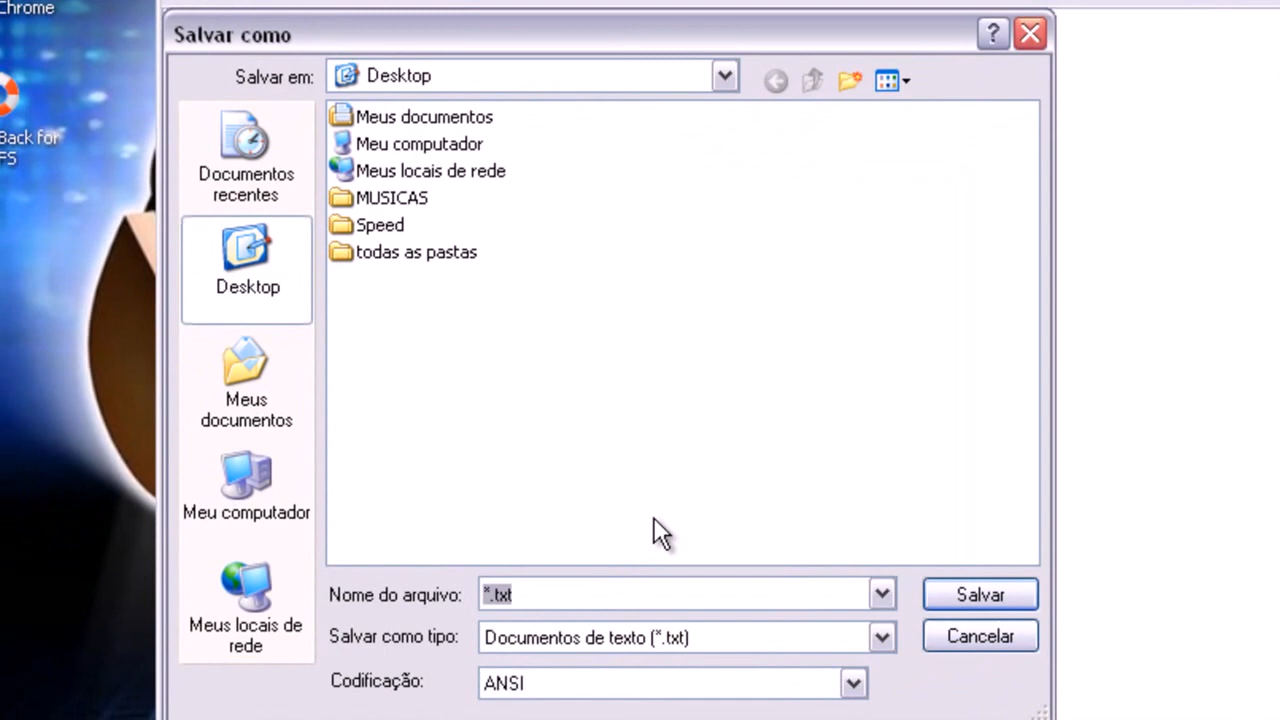 Chrome
Back for
FS
Salvar como
Salvar em:
Desktop
Documentos
recentes
Desktop
Meus
documentos
Meu computador
Meus locais de
rede
Meus documentos
Meu computador
Meus locais de rede
MUSICAS
Speed
todas as pastas
Nome do arquivo:
*.txt
Salvar
Salvar como tipo:
Documentos de texto (*.txt)
Cancelar
Codificação:
ANSI